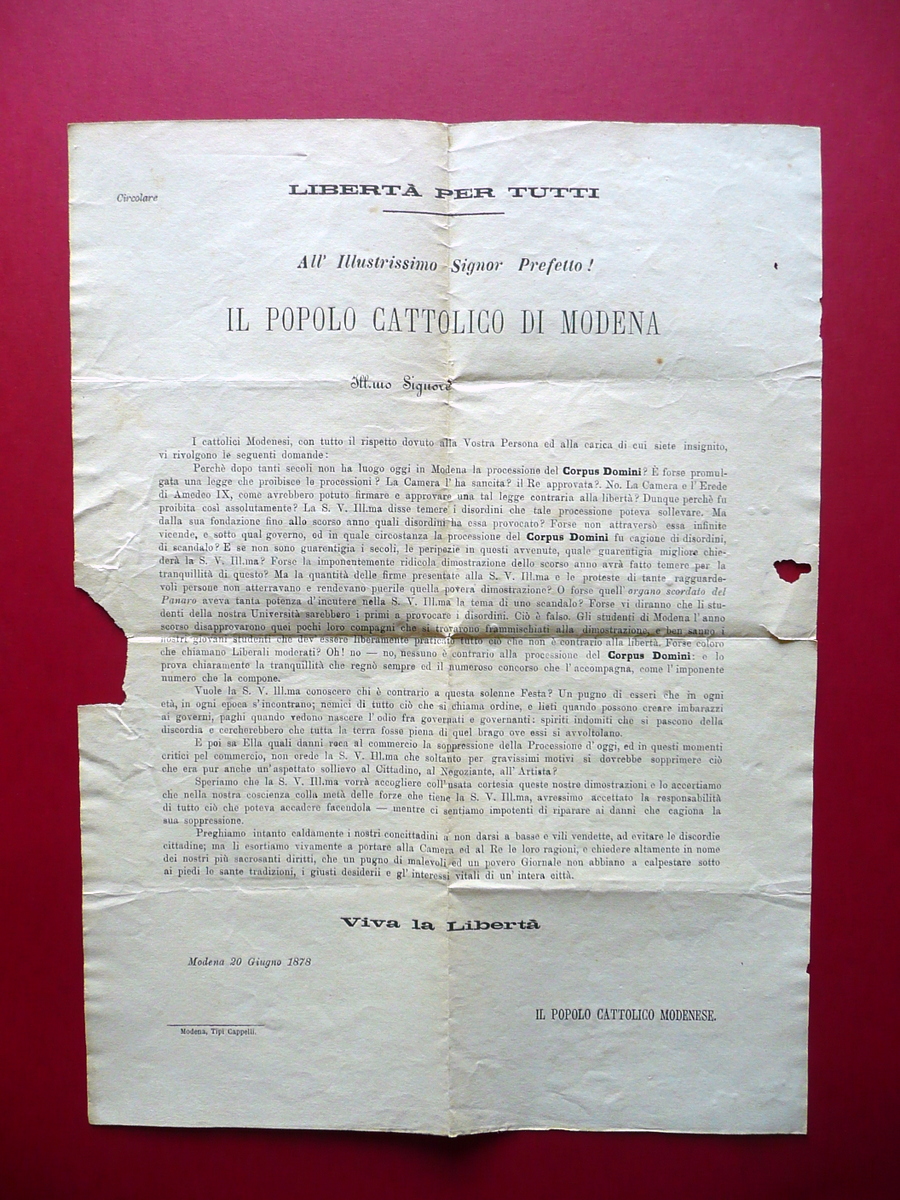 Circolare
LIBERTÀ PER TUTTI
All' Illustrissimo Signor Prefetto!
IL POPOLO CATTOLICO DI MODENA
Ill.mo Signore
I cattolici Modenesi, con tutto il rispetto dovuto alla Vostra Persona ed alla carica di cui siete insignito,
vi rivolgono le seguenti domande:
Perchè dopo tanti secoli non ha luogo oggi in Modena la processione del Corpus Domini? È forse promul-
gata una legge che proibisce le processioni? La Camera l' ha sancita? il Re approvata?. No. La Camera e l' Erede
di Amedeo IX, come avrebbero potuto firmare e approvare una tal legge contraria alla libertà? Dunque perchè fu
proibita così assolutamente? La S. V. Ill.ma disse temere i disordini che tale processione poteva sollevare. Ma
dalla sua fondazione fino allo scorso anno quali disordini ha essa provocato? Forse non attraversò essa infinite
vicende, e sotto qual governo, ed in quale circostanza la processione del Corpus Domini fu cagione di disordini,
di scandalo? E se non sono guarentigia i secoli, le peripezie in questi avvenute, quale guarentigia migliore chie-
derà la S. V. Ill.ma? Forse la imponentemente ridicola dimostrazione dello scorso anno avrà fatto temere per la
tranquillità di questo? Ma la quantità delle firme presentate alla S. V. Ill.ma e le proteste di tante ragguarde-
voli persone non atterravano e rendevano puerile quella povera dimostrazione? O forse quell' organo scordato del
Panaro aveva tanta potenza d' incutere nella S. V. Ill.ma la tema di uno scandalo? Forse vi diranno che li stu-
denti della nostra Università sarebbero i primi a provocare i disordini. Ciò è falso. Gli studenti di Modena l' anno
scorso disapprovarono quei pochi loro compagni che si trovarono frammischiati alla dimostrazione, e ben sanno i
nostri giovani studenti che dev' essere liberamente praticato tutto ciò che non è contrario alla libertà. Forse coloro
che chiamano Liberali moderati? Oh! no — no, nessuno è contrario alla processione del Corpus Domini: e lo
prova chiaramente la tranquillità che regnò sempre ed il numeroso concorso che l' accompagna, come l' imponente
numero che la compone.
Vuole la S. V. Ill.ma conoscere chi è contrario a questa solenne Festa? Un pugno di esseri che in ogni
età, in ogni epoca s' incontrano; nemici di tutto ciò che si chiama ordine, e lieti quando possono creare imbarazzi
ai governi, paghi quando vedono nascere l' odio fra governati e governanti: spiriti indomiti che si pascono della
discordia e cercherebbero che tutta la terra fosse piena di quel brago ove essi si avvoltolano.
E poi sa Ella quali danni roca al commercio la soppressione della Processione d' oggi, ed in questi momenti
critici pel commercio, non crede la S. V. Ill.ma che soltanto per gravissimi motivi si dovrebbe sopprimere ciò
che era pur anche un' aspettato sollievo al Cittadino, al Negoziante, all' Artista?
Speriamo che la S. V. Ill.ma vorrà accogliere coll' usata cortesia queste nostre dimostrazioni e lo accertiamo
che nella nostra coscienza colla metà delle forze che tiene la S. V. Ill.ma, avressimo accettato la responsabilità
di tutto ciò che poteva accadere facendola — mentre ci sentiamo impotenti di riparare ai danni che cagiona la
sua soppressione.
Preghiamo intanto caldamente i nostri concittadini a non darsi a basse e vili vendette, ad evitare le discordie
cittadine; ma li esortiamo vivamente a portare alla Camera ed al Re le loro ragioni, e chiedere altamente in nome
dei nostri più sacrosanti diritti, che un pugno di malevoli ed un povero Giornale non abbiano a calpestare sotto
ai piedi le sante tradizioni, i giusti desiderii e gl' interessi vitali di un' intera città.
Viva la Libertà
Modena 20 Giugno 1878
IL POPOLO CATTOLICO MODENESE.
Modena, Tipi Cappelli.